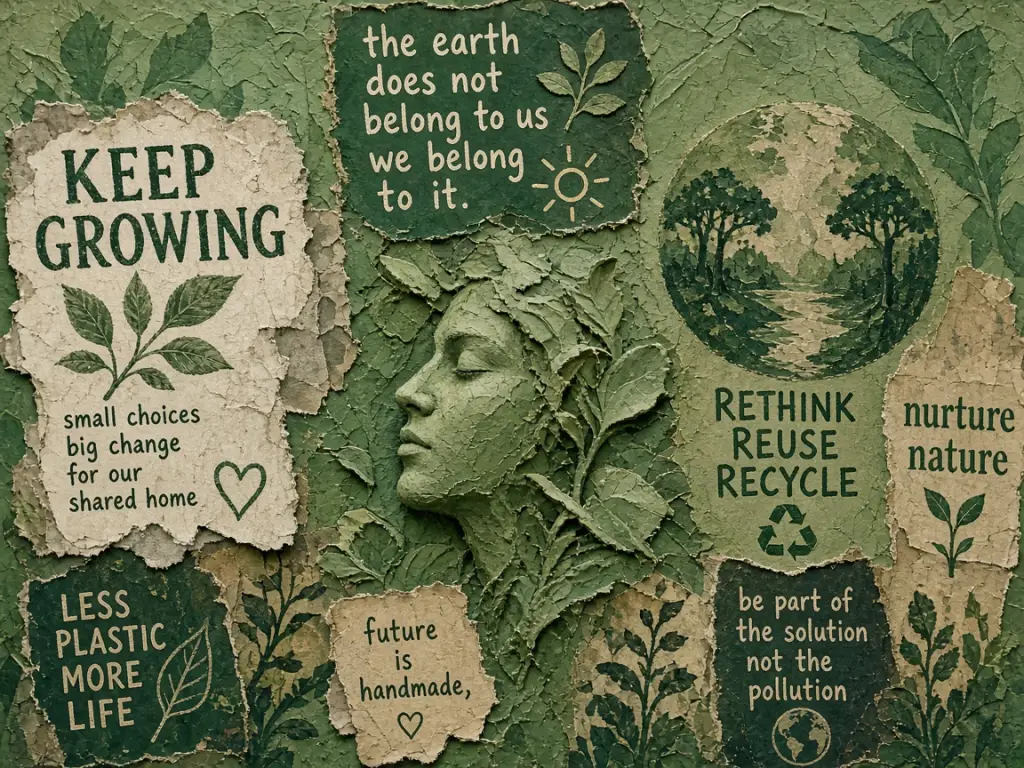 the earth
does not
belong to us
we belong
to it.
KEEP
GROWING
small choices
big change
for our
shared home
RETHINK
REUSE
RECYCLE
nurture
nature
LESS
PLASTIC
MORE
LIFE
future
is
handmade,
be part of
the solution
not the
pollution